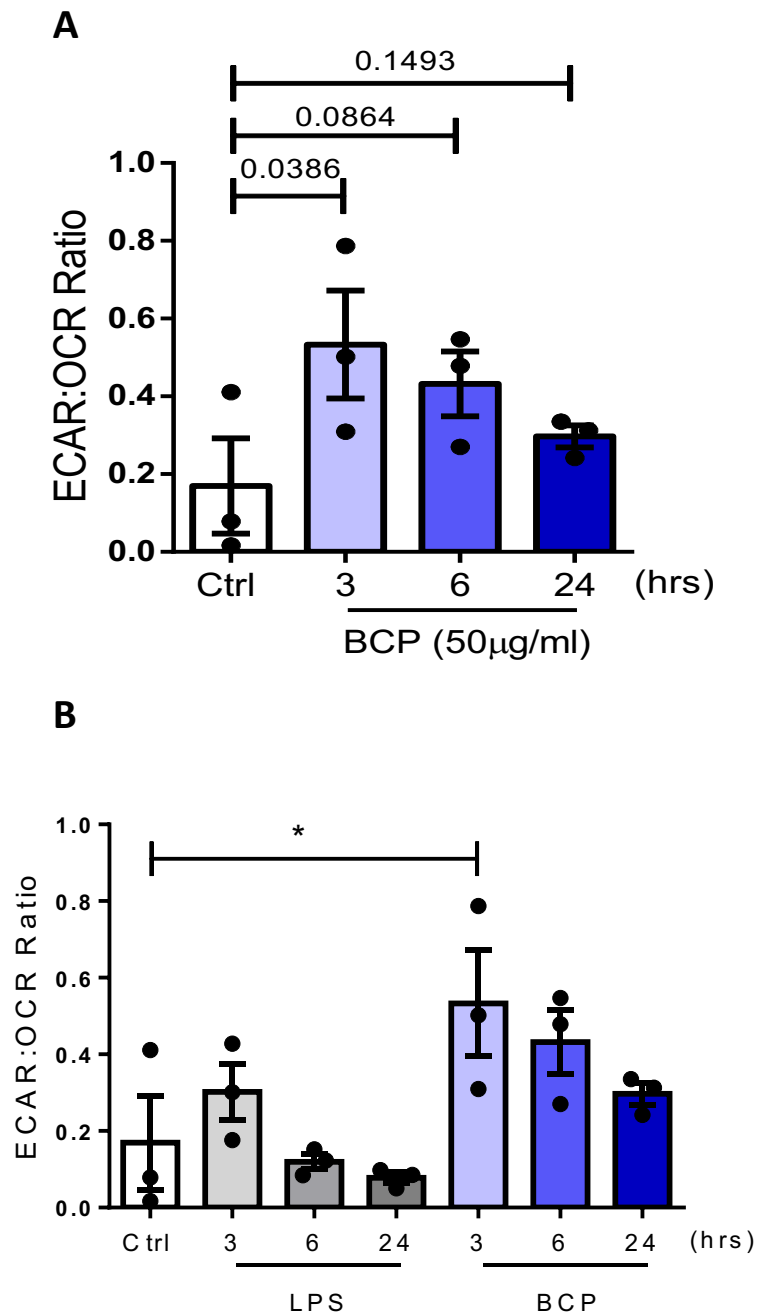 A
0.1493
0.0864
0.0386
1.0
0.8
0.6
0.4
0.2
0.0
ECAR:OCR Ratio
Ctrl 3 6 24 (hrs)
BCP (50μg/ml)
B
*
1.0
0.8
0.6
0.4
0.2
0.0
ECAR:OCR Ratio
Ctrl 3 6 24 3 6 24 (hrs)
LPS BCP